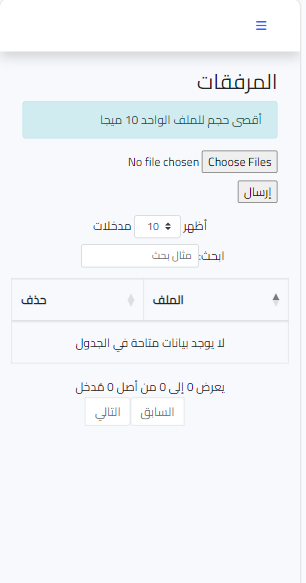 المرفقات
أقصى حجم للملف الواحد 10 ميجا
Choose Files No file chosen
إرسال
أظهر 10 مدخلات
ابحث: مثال بحث
الملف حذف
لا يوجد بيانات متاحة في الجدول
يعرض 0 إلى 0 من أصل 0 مُدخل
السابق التالي